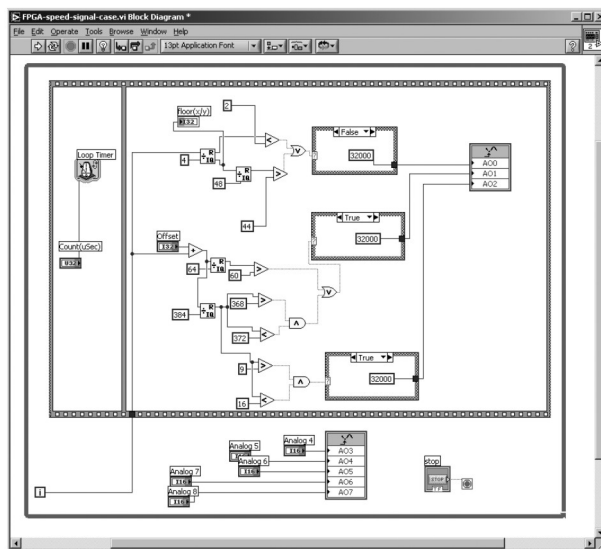 FPGA-speed-signal-case.vi Block Diagram *
File Edit Operate Tools Browse Window Help
13pt Application Font
2
floor(x/y)
I32
2
False
Loop Timer
R
IQ
4
R
IQ
48
44
32000
AO0
AO1
AO2
True
32000
Count(uSec)
U32
Offset
I32
64
R
IQ
60
384
R
IQ
368
372
9
16
True
32000
Analog 4
I16
Analog 5
I16
Analog 6
I16
Analog 7
I16
Analog 8
I16
AO3
AO4
AO5
AO6
AO7
stop
STOP
TF
i